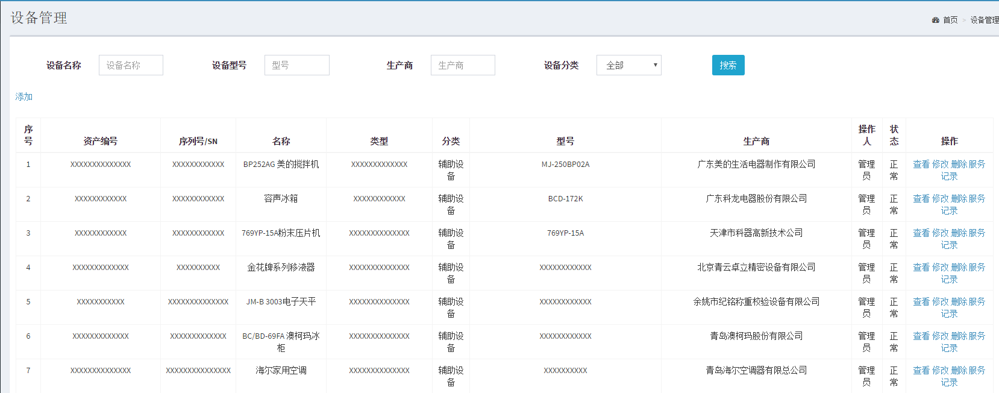 设备管理
首页 > 设备管理
设备名称 设备名称 设备型号 型号 生产商 生产商 设备分类 全部 搜索
添加
序号 资产编号 序列号/SN 名称 类型 分类 型号 生产商 操作人 状态 操作
1 XXXXXXXXXXXXXX XXXXXXXXXXXX BP252AG 美的搅拌机 XXXXXXXXXXXXX 辅助设备 MJ-250BP02A 广东美的生活电器制作有限公司 管理员 正常 查看 修改 删除 服务记录
2 XXXXXXXXXXXX XXXXXXXXXXXX 容声冰箱 XXXXXXXXXXXX 辅助设备 BCD-172K 广东科龙电器股份有限公司 管理员 正常 查看 修改 删除 服务记录
3 XXXXXXXXXXXX XXXXXXXXXXXX 769YP-15A粉末压片机 XXXXXXXXXXXXXX 辅助设备 769YP-15A 天津市科器高新技术公司 管理员 正常 查看 修改 删除 服务记录
4 XXXXXXXXXXXXX XXXXXXXXXX 金花牌系列移液器 XXXXXXXXXXXXXX 辅助设备 XXXXXXXXXXXX 北京青云卓立精密设备有限公司 管理员 正常 查看 修改 删除 服务记录
5 XXXXXXXXXXX XXXXXXXXXXXXXX JM-B 3003电子天平 XXXXXXXXXXXXXX 辅助设备 XXXXXXXXXXXX 余姚市纪铭称重校验设备有限公司 管理员 正常 查看 修改 删除 服务记录
6 XXXXXXXXXXXXX XXXXXXXXXXXXX BC/BD-69FA 澳柯玛冰柜 XXXXXXXXXXXXXX 辅助设备 XXXXXXXXXXXX 青岛澳柯玛股份有限公司 管理员 正常 查看 修改 删除 服务记录
7 XXXXXXXXXXXXXX XXXXXXXXXXXXXXX 海尔家用空调 XXXXXXXXXXXXXX 辅助设备 XXXXXXXXXX 青岛海尔空调器有限总公司 管理员 正常 查看 修改 删除 服务记录